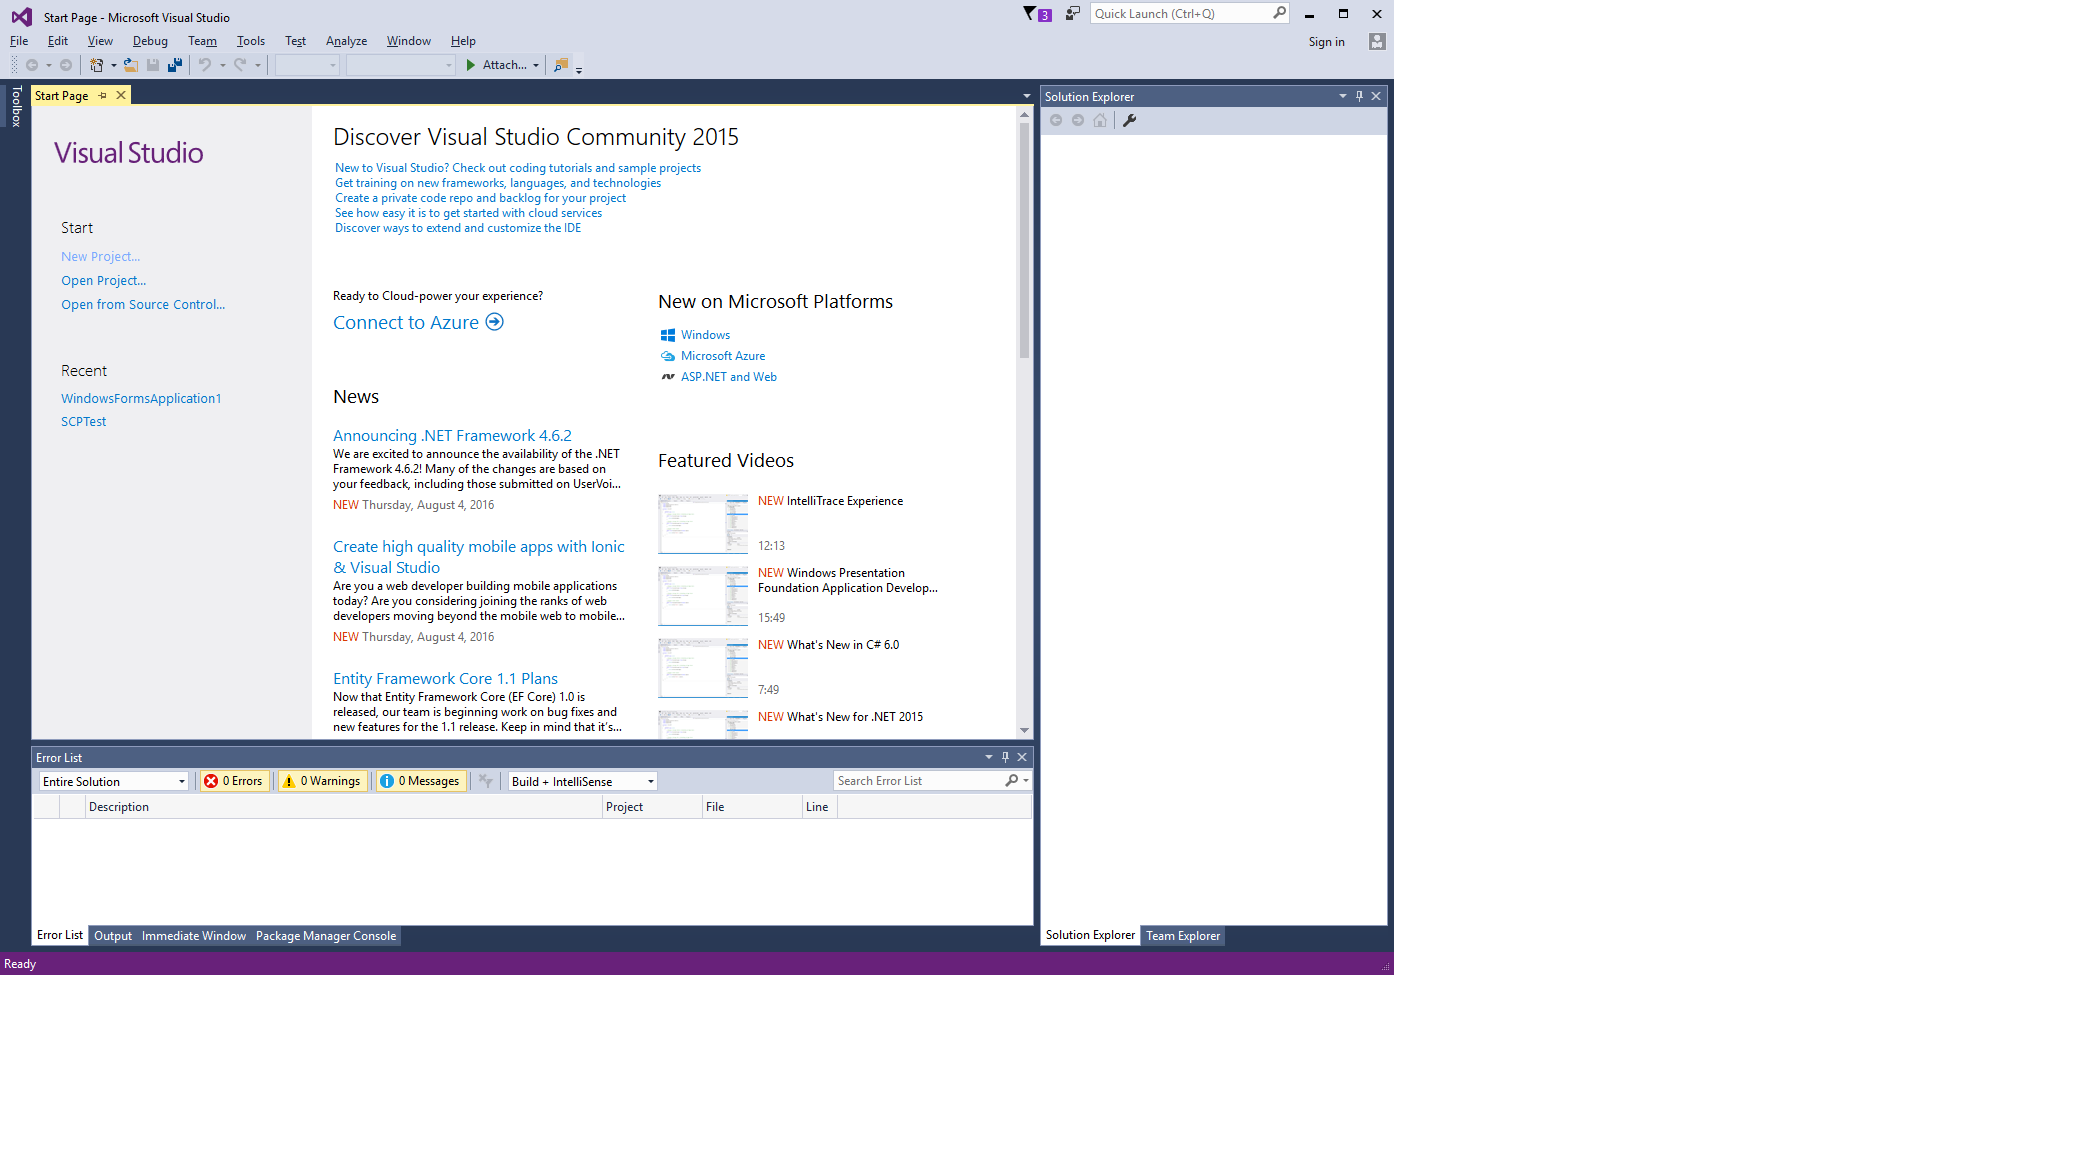 Start Page - Microsoft Visual Studio
3
Quick Launch (Ctrl+Q)
File Edit View Debug Team Tools Test Analyze Window Help
Sign in
Attach...
Toolbox
Start Page
Visual Studio
Start
New Project...
Open Project...
Open from Source Control...
Recent
WindowsFormsApplication1
SCPTest
Discover Visual Studio Community 2015
New to Visual Studio? Check out coding tutorials and sample projects
Get training on new frameworks, languages, and technologies
Create a private code repo and backlog for your project
See how easy it is to get started with cloud services
Discover ways to extend and customize the IDE
Ready to Cloud-power your experience?
Connect to Azure
News
Announcing .NET Framework 4.6.2
We are excited to announce the availability of the .NET
Framework 4.6.2! Many of the changes are based on
your feedback, including those submitted on UserVoi...
NEW Thursday, August 4, 2016
Create high quality mobile apps with Ionic
& Visual Studio
Are you a web developer building mobile applications
today? Are you considering joining the ranks of web
developers moving beyond the mobile web to mobile...
NEW Thursday, August 4, 2016
Entity Framework Core 1.1 Plans
Now that Entity Framework Core (EF Core) 1.0 is
released, our team is beginning work on bug fixes and
new features for the 1.1 release. Keep in mind that it's...
New on Microsoft Platforms
Windows
Microsoft Azure
ASP.NET and Web
Featured Videos
NEW IntelliTrace Experience
12:13
NEW Windows Presentation
Foundation Application Develop...
15:49
NEW What's New in C# 6.0
7:49
NEW What's New for .NET 2015
Solution Explorer
Error List
Entire Solution
0 Errors
0 Warnings
0 Messages
Build + IntelliSense
Search Error List
Description Project File Line
Error List Output Immediate Window Package Manager Console
Solution Explorer Team Explorer
Ready